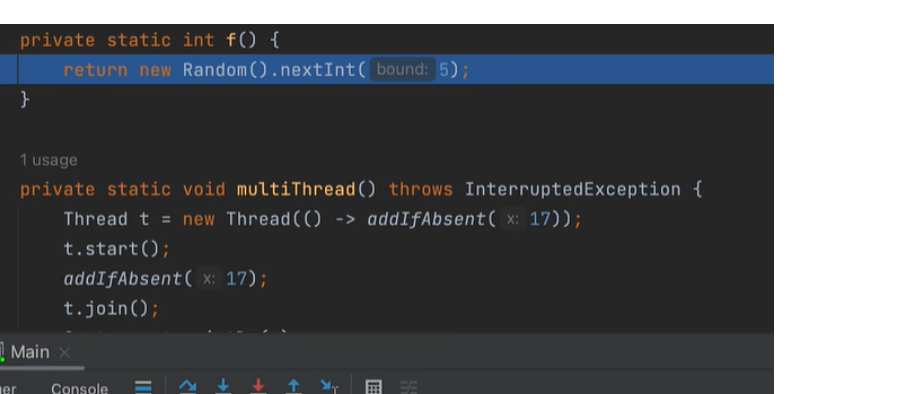 private static int f() {
return new Random().nextInt( bound: 5);
}
1 usage
private static void multiThread() throws InterruptedException {
Thread t = new Thread(() -> addIfAbsent( x: 17));
t.start();
addIfAbsent( x: 17);
t.join();
Main ×
Console